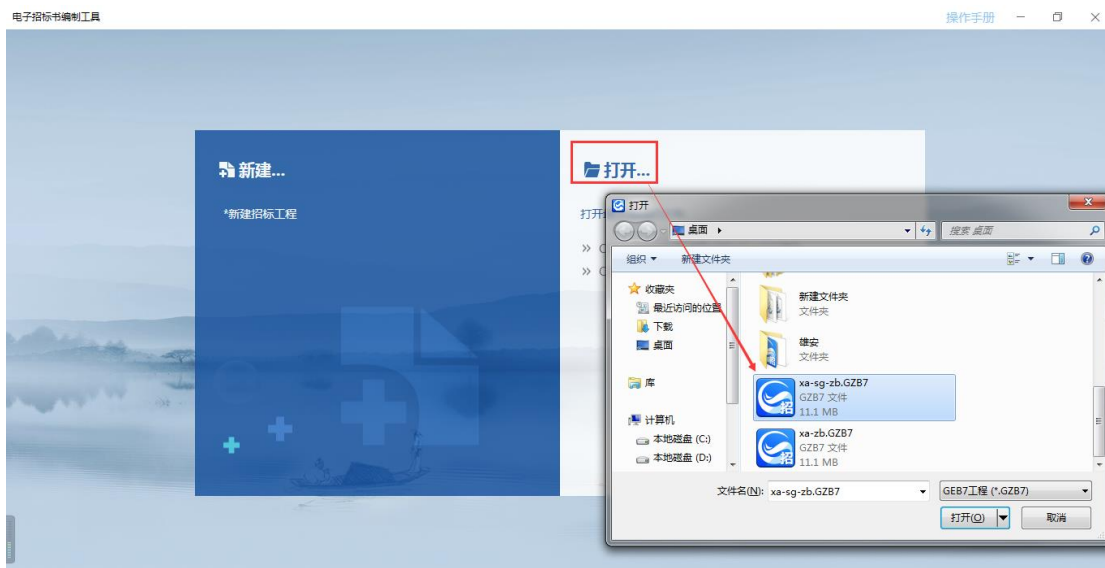 电子招标书编制工具
操作手册
新建...
*新建招标工程
打开...
打开
打开
桌面
搜索 桌面
组织
新建文件夹
收藏夹
最近访问的位置
下载
桌面
库
计算机
本地磁盘 (C:)
本地磁盘 (D:)
新建文件夹
文件夹
雄安
文件夹
xa-sg-zb.GZB7
GZB7 文件
11.1 MB
招
xa-zb.GZB7
GZB7 文件
11.1 MB
招
文件名(N): xa-sg-zb.GZB7
GEB7工程 (*.GZB7)
打开(O)
取消